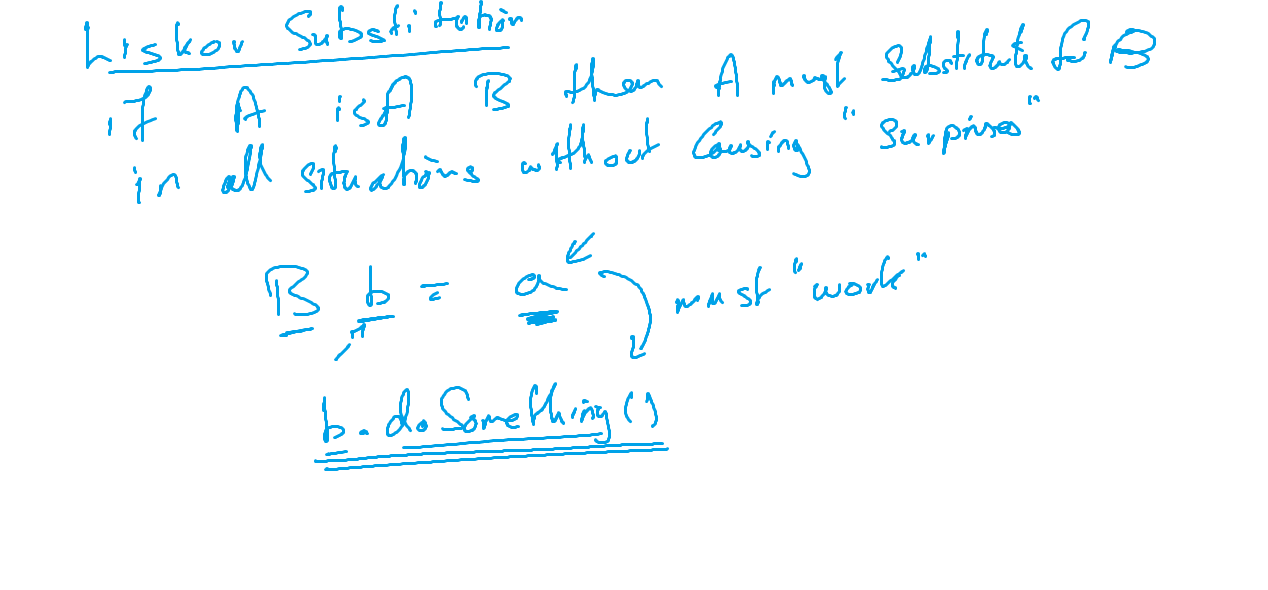 Liskov Substitution
if A isA B then A must substitute for B
in all situations without causing "surprises"
B b = a must "work"
b.doSomething()